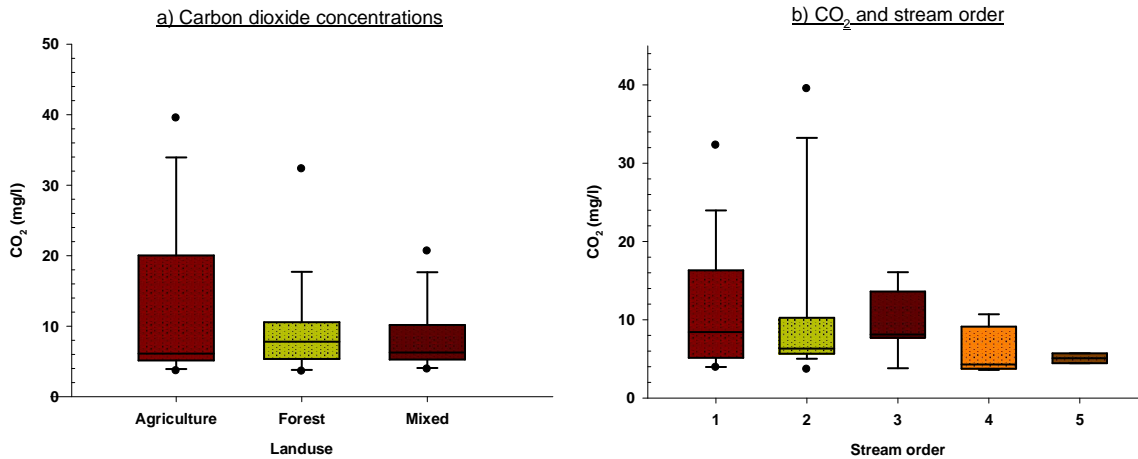 a) Carbon dioxide concentrations
50
40
30
20
10
0
CO2 (mg/l)
Agriculture Forest Mixed
Landuse
b) CO2 and stream order
40
30
20
10
0
CO2 (mg/l)
1 2 3 4 5
Stream order